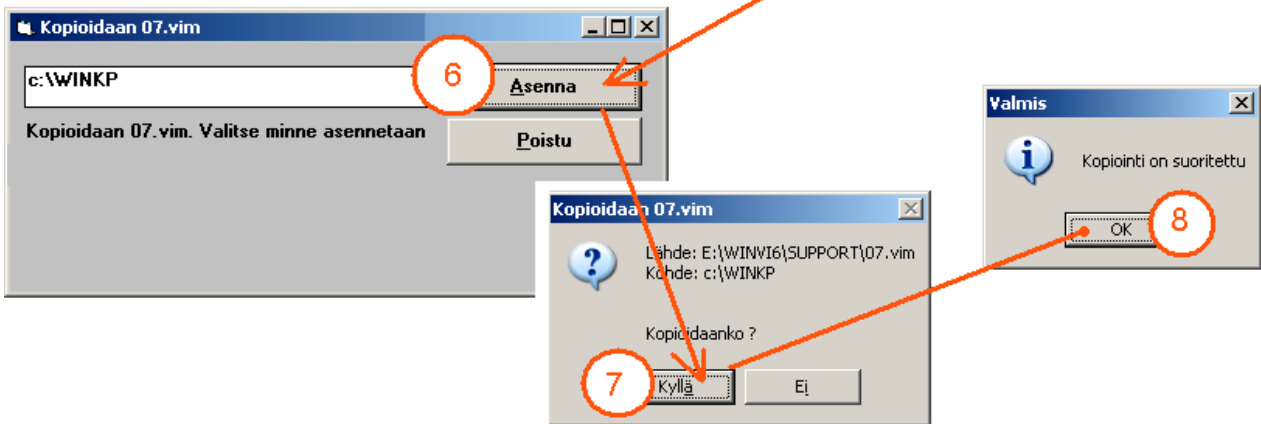 Kopioidaan 07.vim
c:\WINKP
6
Asenna
Kopioidaan 07.vim. Valitse minne asennetaan
Poistu
Kopioidaan 07.vim
Lähde: E:\WINVI6\SUPPORT\07.vim
Kohde: c:\WINKP
Kopioidaanko ?
7
Kyllä
Ei
Valmis
Kopiointi on suoritettu
OK
8